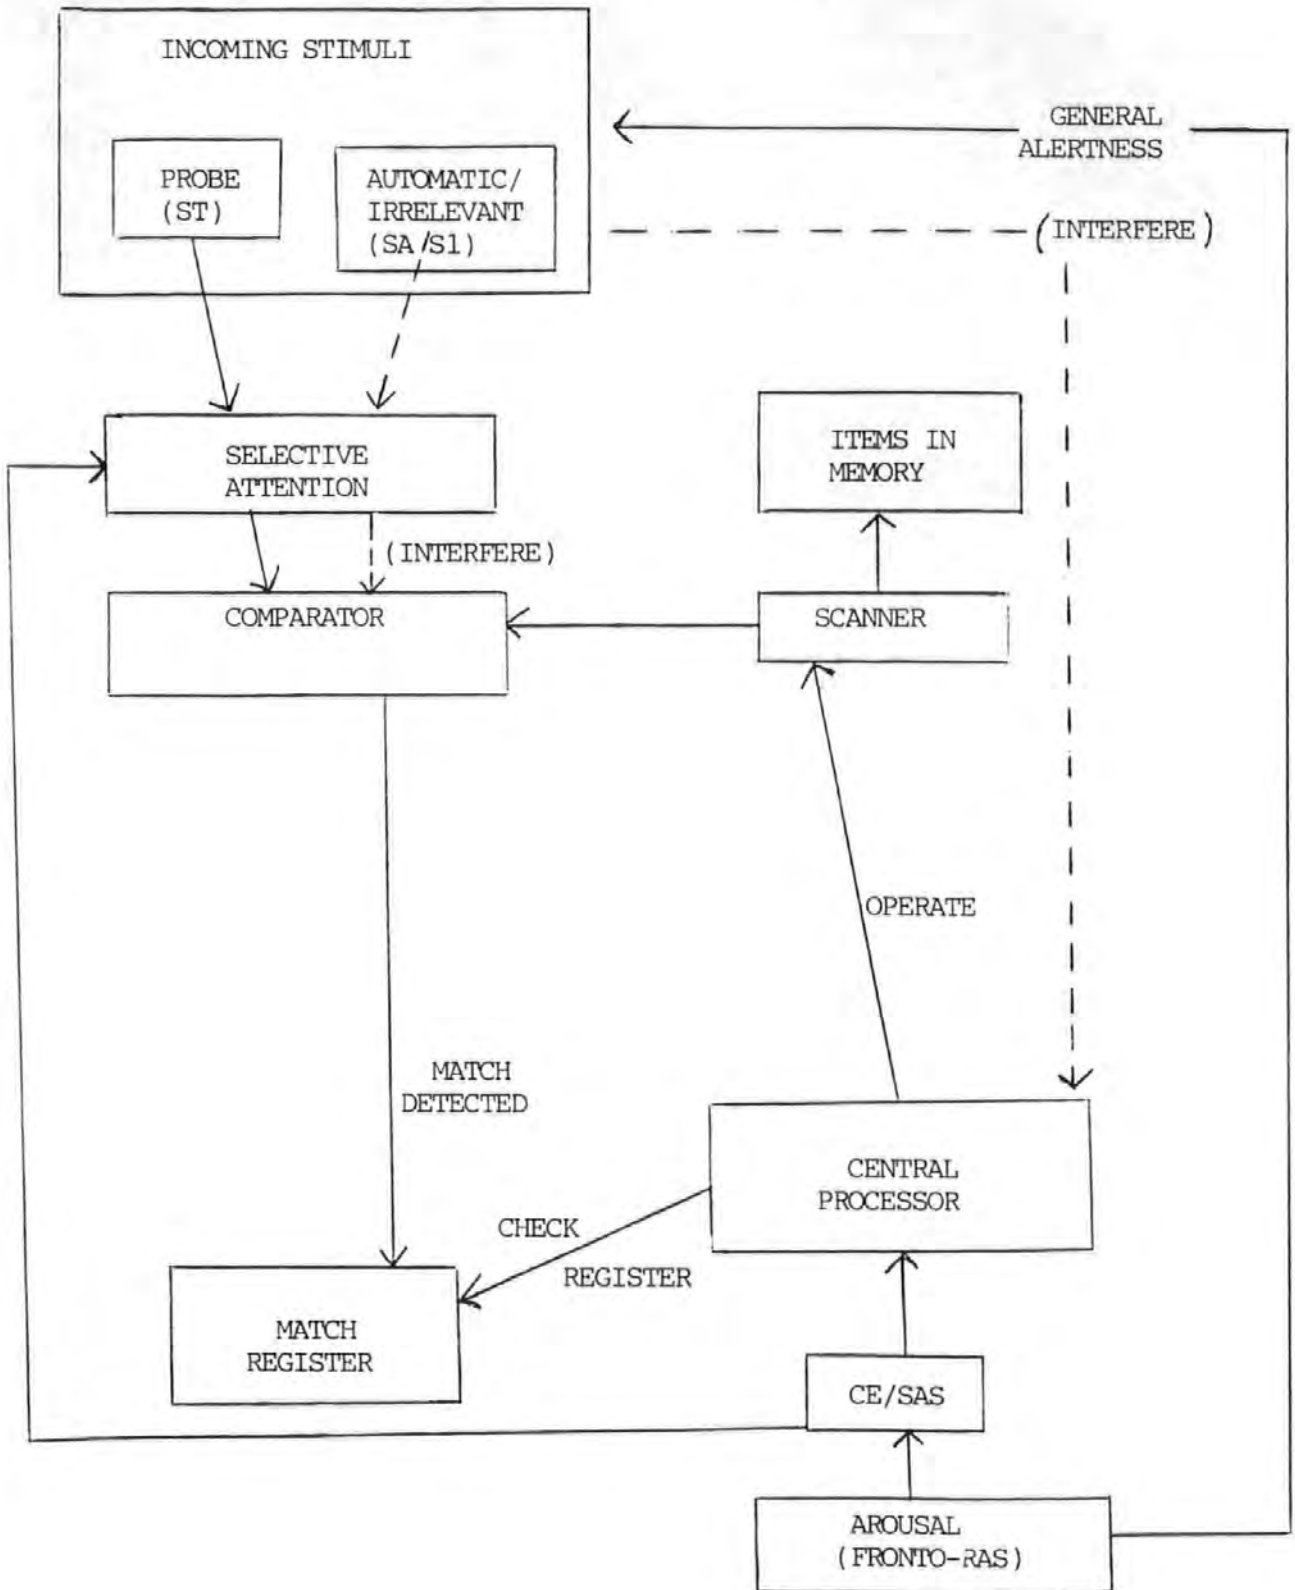 INCOMING STIMULI
GENERAL
ALERTNESS
PROBE
(ST)
AUTOMATIC/
IRRELEVANT
(SA/S1)
(INTERFERE)
SELECTIVE
ATTENTION
ITEMS IN
MEMORY
(INTERFERE)
COMPARATOR
SCANNER
OPERATE
MATCH
DETECTED
CENTRAL
PROCESSOR
CHECK
REGISTER
MATCH
REGISTER
CE/SAS
AROUSAL
(FRONTO-RAS)